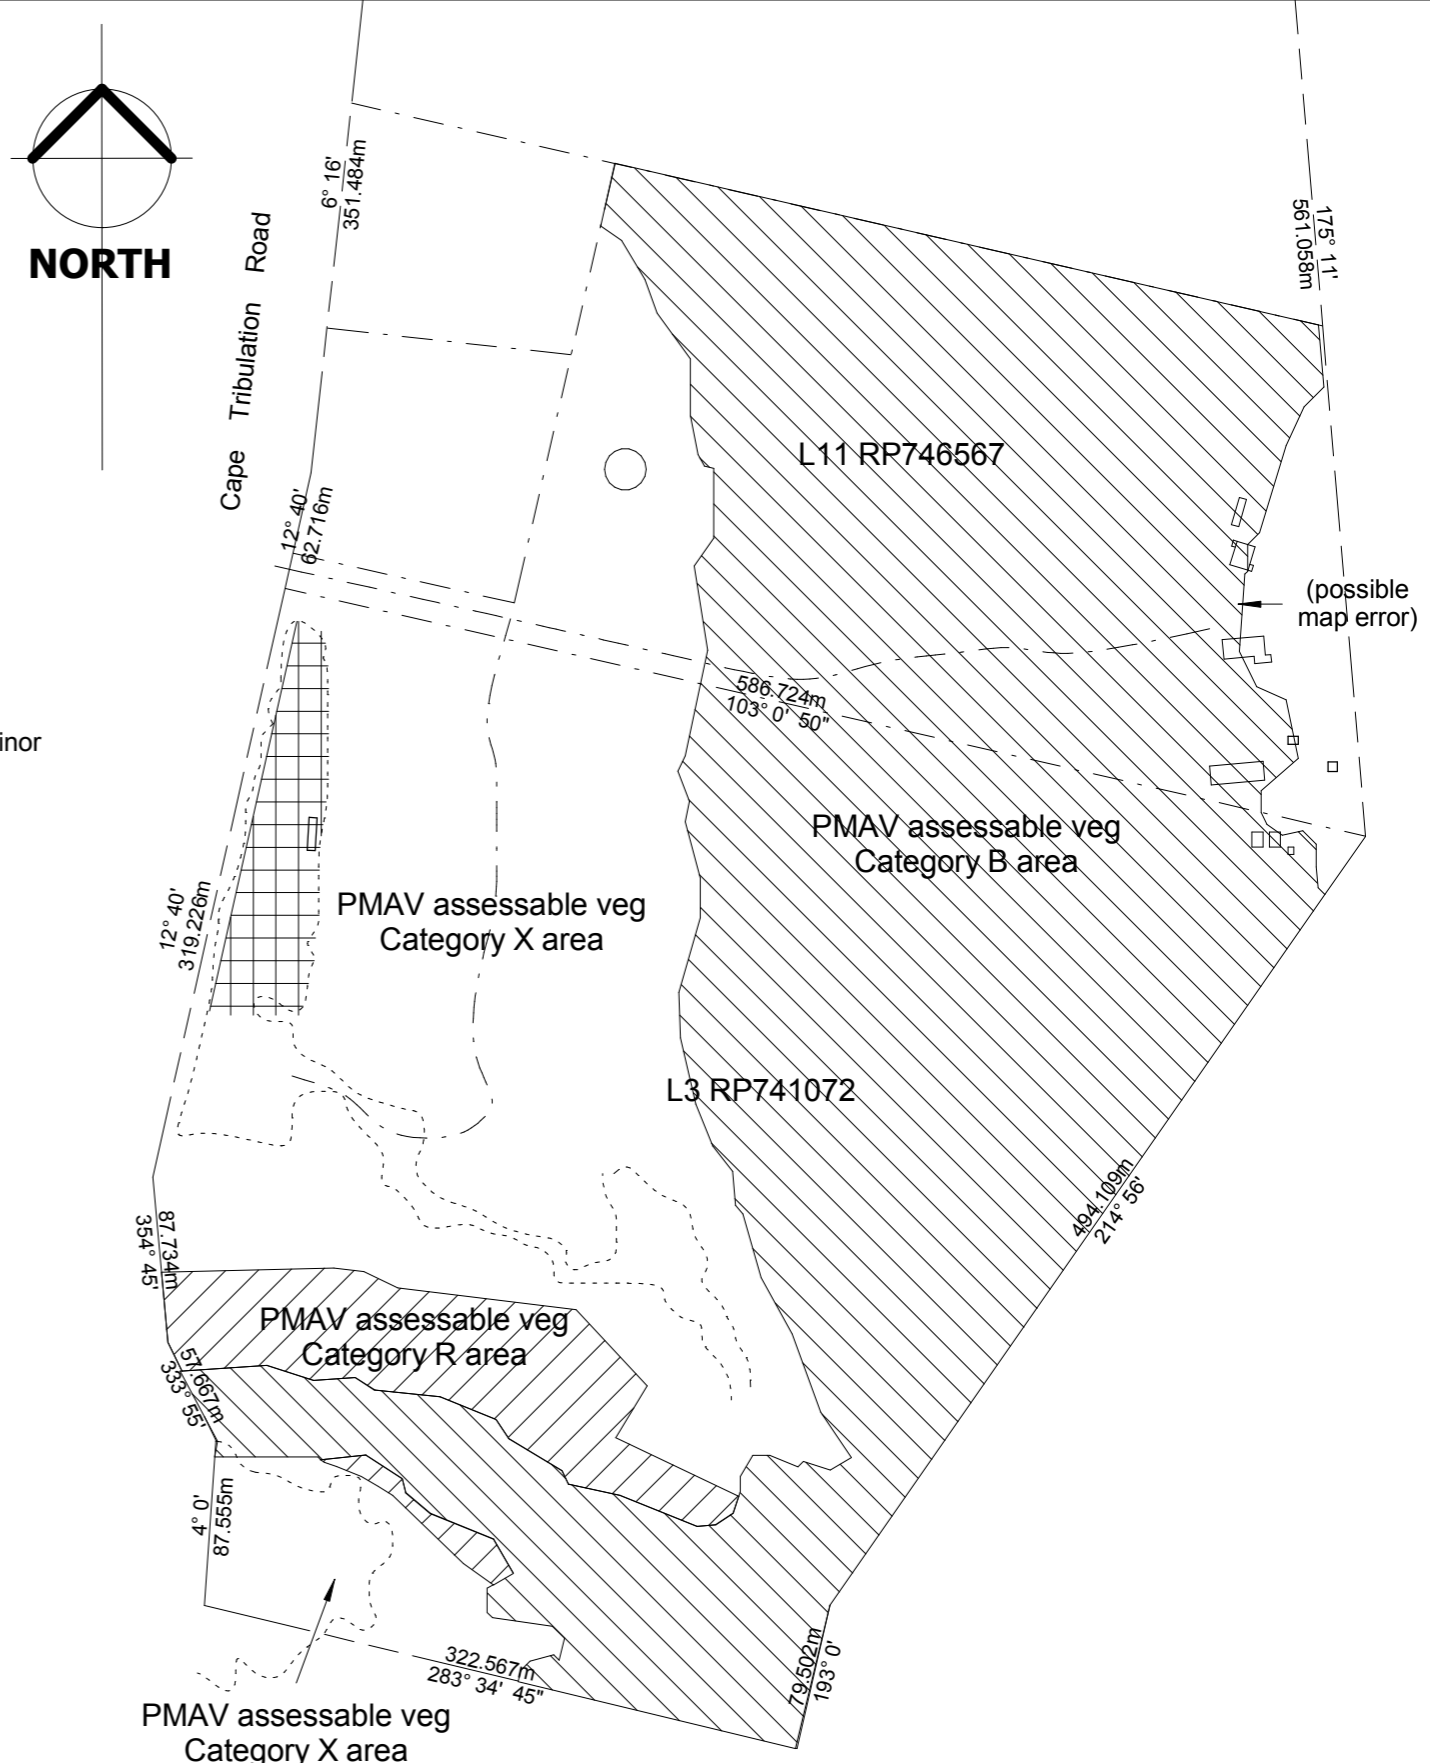 NORTH
6° 16'
351.484m
Cape Tribulation Road
175° 11'
561.058m
L11 RP746567
12° 40'
62.716m
(possible
map error)
586.724m
103° 0' 50"
inor
PMAV assessable veg
Category B area
PMAV assessable veg
Category X area
12° 40'
319.226m
L3 RP741072
494.109m
214° 56'
87.734m
354° 45'
PMAV assessable veg
Category R area
57.667m
333° 55'
4° 0'
87.555m
322.567m
283° 34' 45"
79.502m
193° 0'
PMAV assessable veg
Category X area